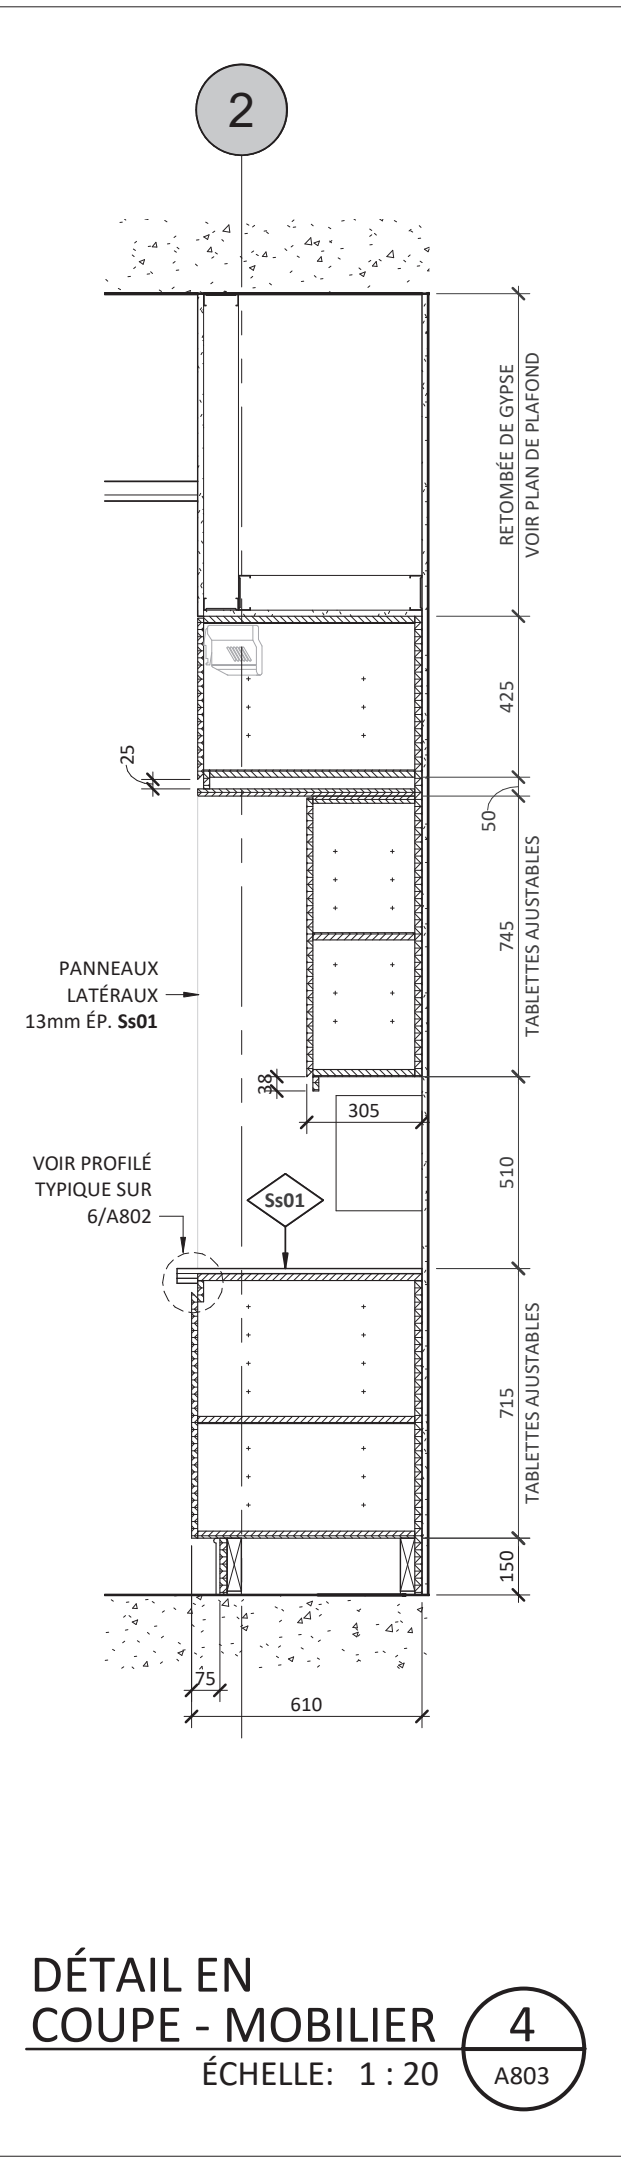 2
RETOMBÉE DE GYPSE
VOIR PLAN DE PLAFOND
425
25
50
745
TABLETTES AJUSTABLES
PANNEAUX
LATÉRAUX
13mm ÉP. Ss01
38
305
510
VOIR PROFILÉ
TYPIQUE SUR
6/A802
Ss01
715
TABLETTES AJUSTABLES
150
75
610
DÉTAIL EN
COUPE - MOBILIER
ÉCHELLE: 1 : 20
4
A803